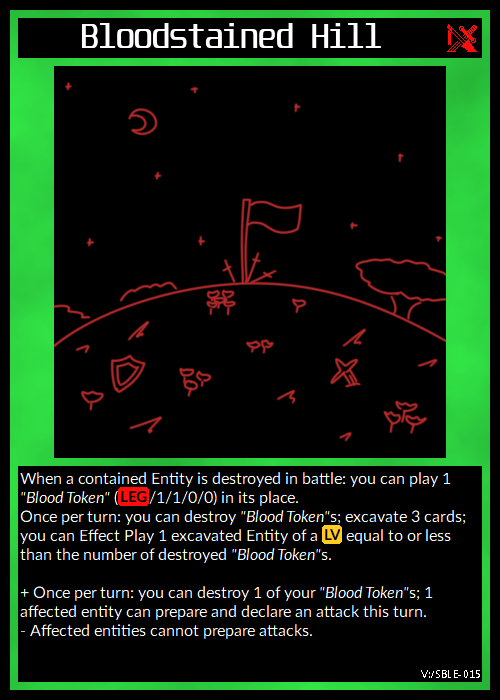 Bloodstained Hill
When a contained Entity is destroyed in battle: you can play 1
"Blood Token" (LEG/1/1/0/0) in its place.
Once per turn: you can destroy "Blood Token"s; excavate 3 cards;
you can Effect Play 1 excavated Entity of a LV equal to or less
than the number of destroyed "Blood Token"s.
+ Once per turn: you can destroy 1 of your "Blood Token"s; 1
affected entity can prepare and declare an attack this turn.
- Affected entities cannot prepare attacks.
V:/SBLE-015